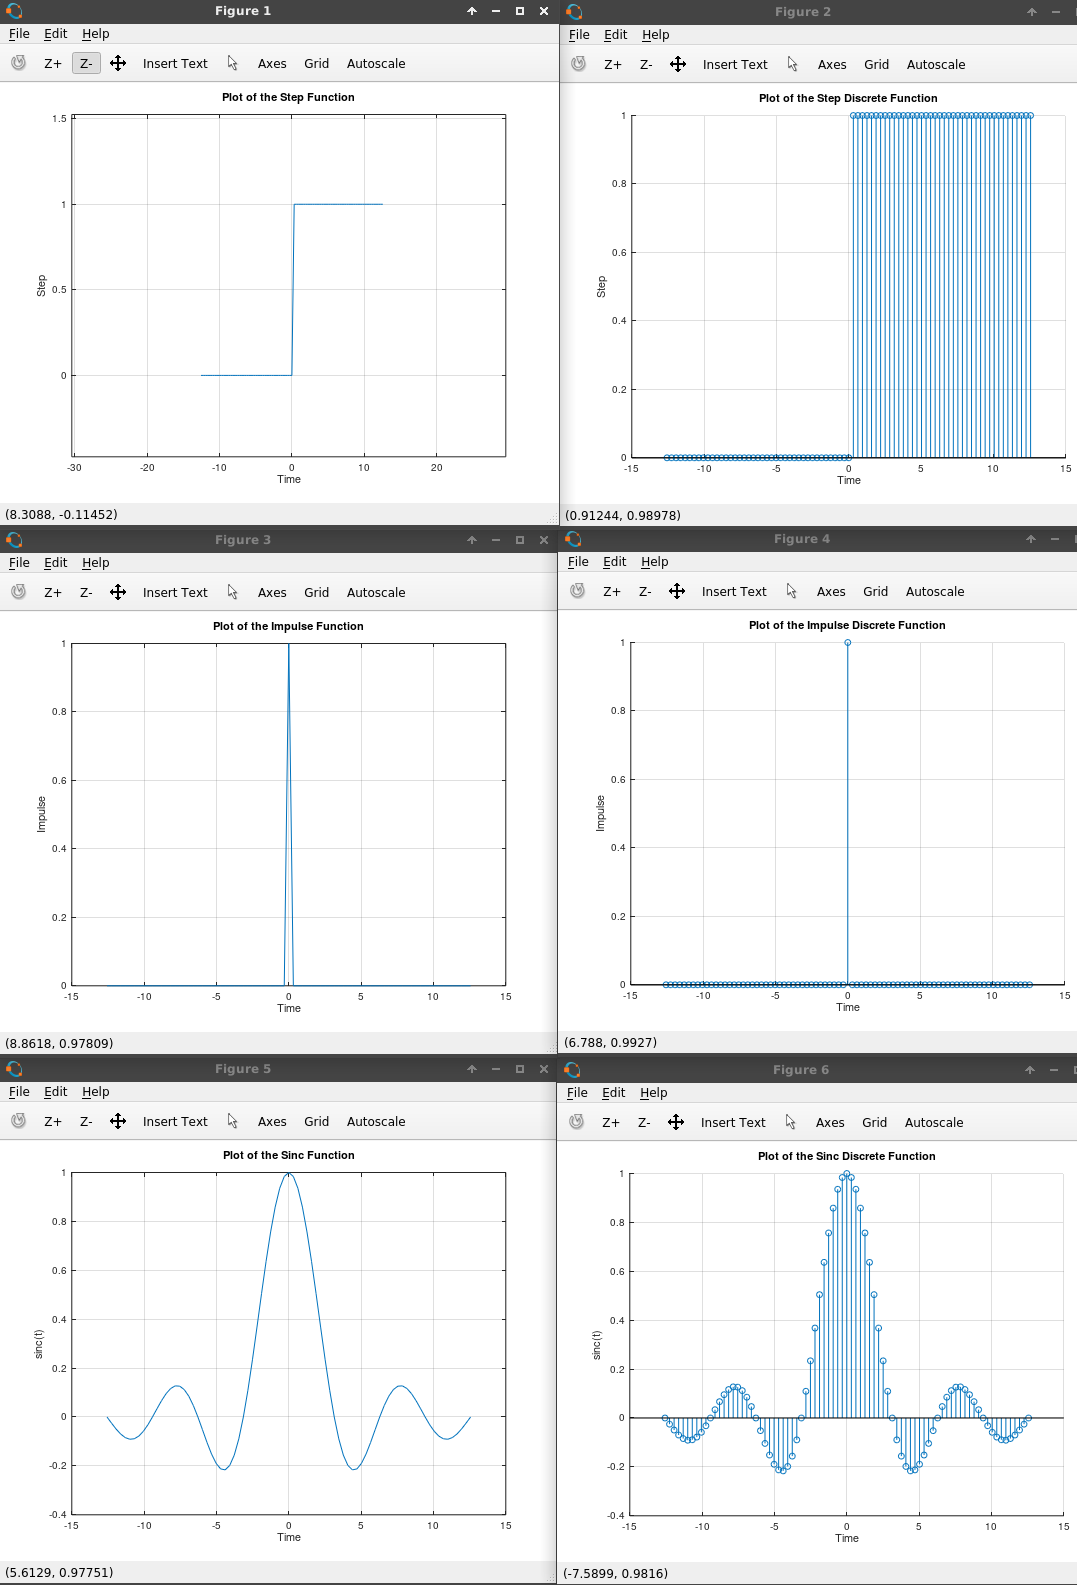 Figure 1
File Edit Help
Z+ Z- Insert Text Axes Grid Autoscale
Plot of the Step Function
1.5
1
0.5
0
Step
-30 -20 -10 0 10 20
Time
(8.3088, -0.11452)
Figure 2
File Edit Help
Z+ Z- Insert Text Axes Grid Autoscale
Plot of the Step Discrete Function
1
0.8
0.6
0.4
0.2
0
Step
-15 -10 -5 0 5 10 15
Time
(0.91244, 0.98978)
Figure 3
File Edit Help
Z+ Z- Insert Text Axes Grid Autoscale
Plot of the Impulse Function
1
0.8
0.6
0.4
0.2
0
Impulse
-15 -10 -5 0 5 10 15
Time
(8.8618, 0.97809)
Figure 4
File Edit Help
Z+ Z- Insert Text Axes Grid Autoscale
Plot of the Impulse Discrete Function
1
0.8
0.6
0.4
0.2
0
Impulse
-15 -10 -5 0 5 10 15
Time
(6.788, 0.9927)
Figure 5
File Edit Help
Z+ Z- Insert Text Axes Grid Autoscale
Plot of the Sinc Function
1
0.8
0.6
0.4
0.2
0
-0.2
-0.4
sinc(t)
-15 -10 -5 0 5 10 15
Time
(5.6129, 0.97751)
Figure 6
File Edit Help
Z+ Z- Insert Text Axes Grid Autoscale
Plot of the Sinc Discrete Function
1
0.8
0.6
0.4
0.2
0
-0.2
-0.4
sinc(t)
-15 -10 -5 0 5 10 15
Time
(-7.5899, 0.9816)